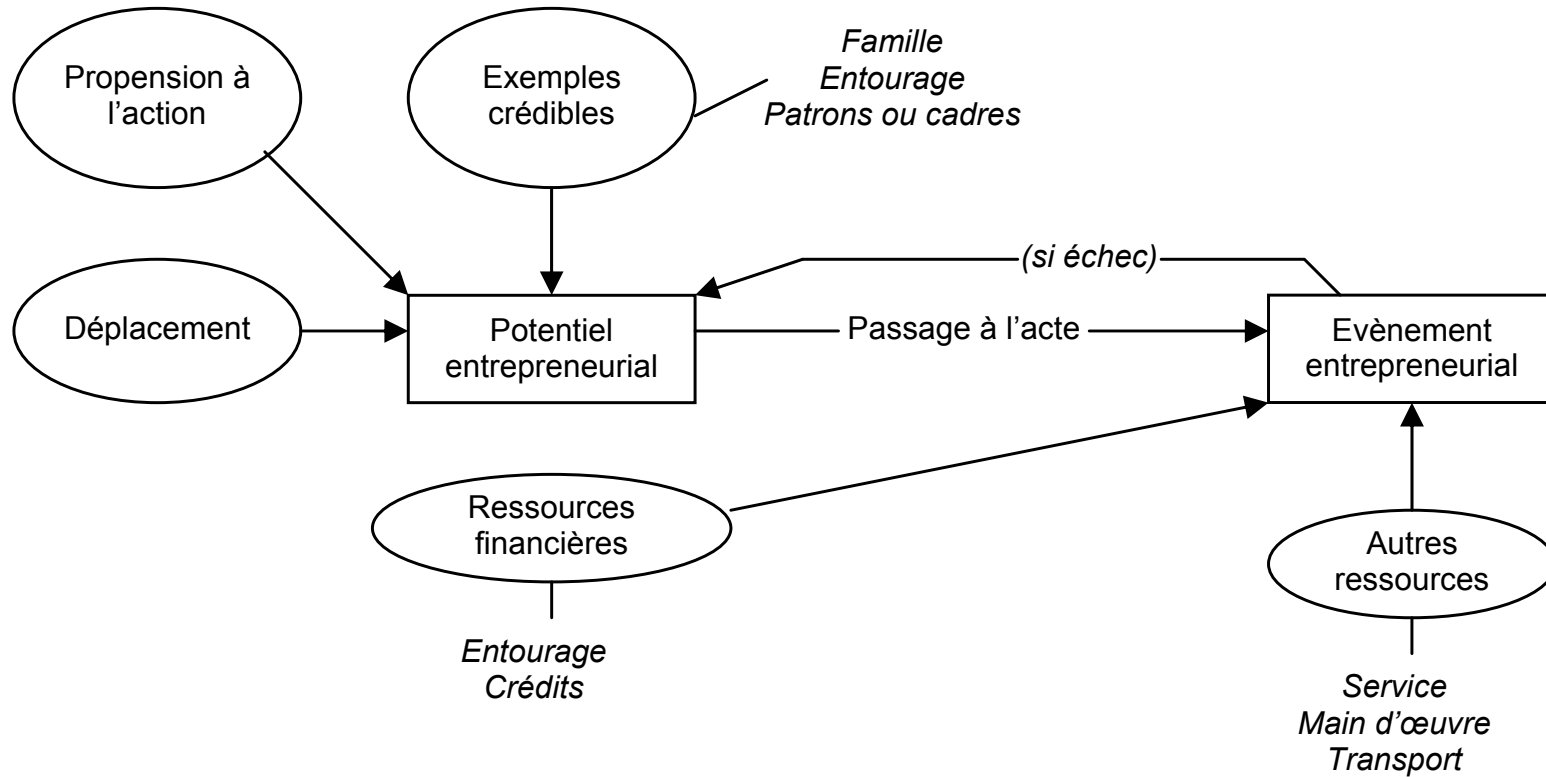 Propension à
l’action
Exemples
crédibles
Famille
Entourage
Patrons ou cadres
(si échec)
Déplacement
Potentiel
entrepreneurial
Passage à l’acte
Evènement
entrepreneurial
Ressources
financières
Autres
ressources
Entourage
Crédits
Service
Main d’œuvre
Transport